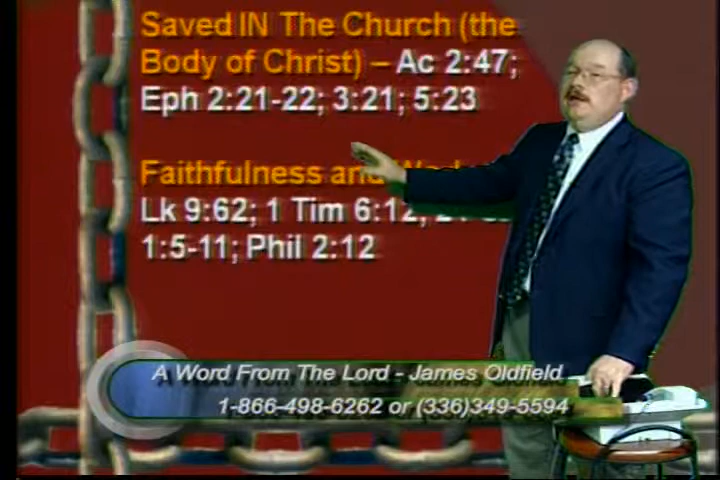 Saved IN The Church (the
Body of Christ) – Ac 2:47;
Eph 2:21-22; 3:21; 5:23
Faithfulness and
Lk 9:62; 1 Tim 6:12;
1:5-11; Phil 2:12
A Word From The Lord - James Oldfield
1-866-498-6262 or (336)349-5594